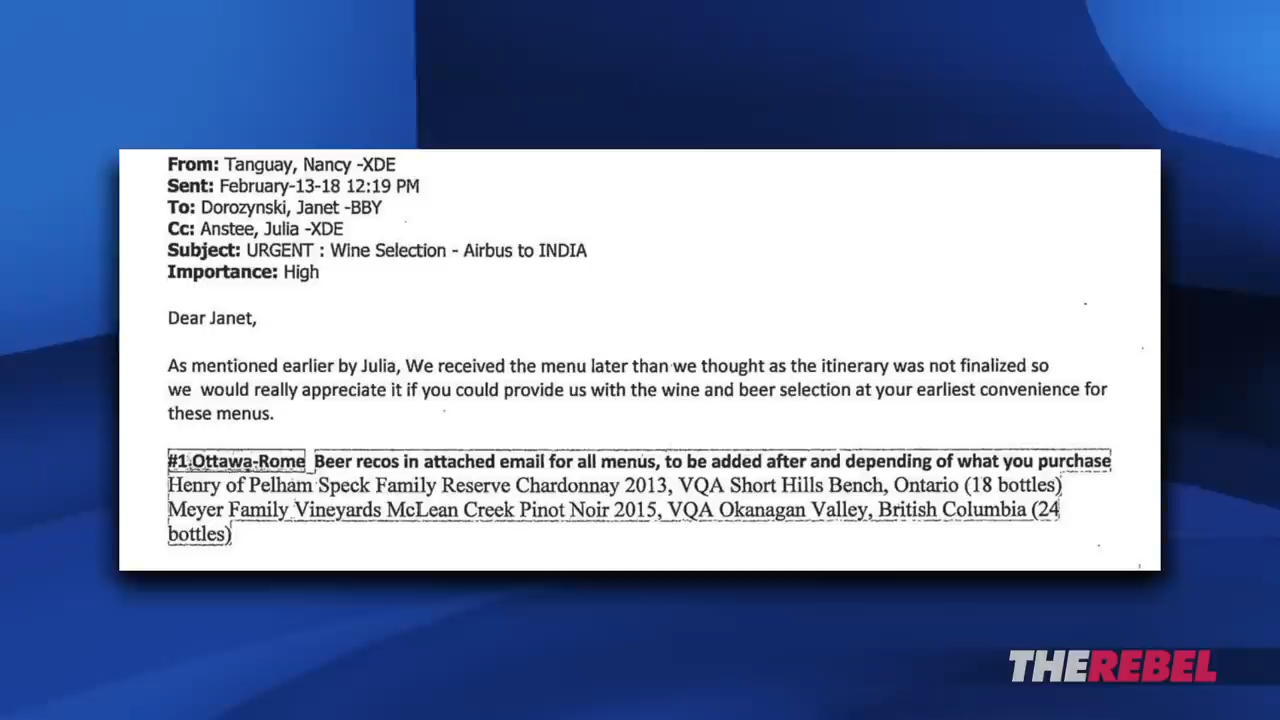 From: Tanguay, Nancy -XDE
Sent: February-13-18 12:19 PM
To: Dorozynski, Janet -BBY
Cc: Anstee, Julia -XDE
Subject: URGENT : Wine Selection - Airbus to INDIA
Importance: High
Dear Janet,
As mentioned earlier by Julia, We received the menu later than we thought as the itinerary was not finalized so
we would really appreciate it if you could provide us with the wine and beer selection at your earliest convenience for
these menus.
#1 Ottawa-Rome Beer recos in attached email for all menus, to be added after and depending of what you purchase
Henry of Pelham Speck Family Reserve Chardonnay 2013, VQA Short Hills Bench, Ontario (18 bottles)
Meyer Family Vineyards McLean Creek Pinot Noir 2015, VQA Okanagan Valley, British Columbia (24
bottles)
THEREBEL